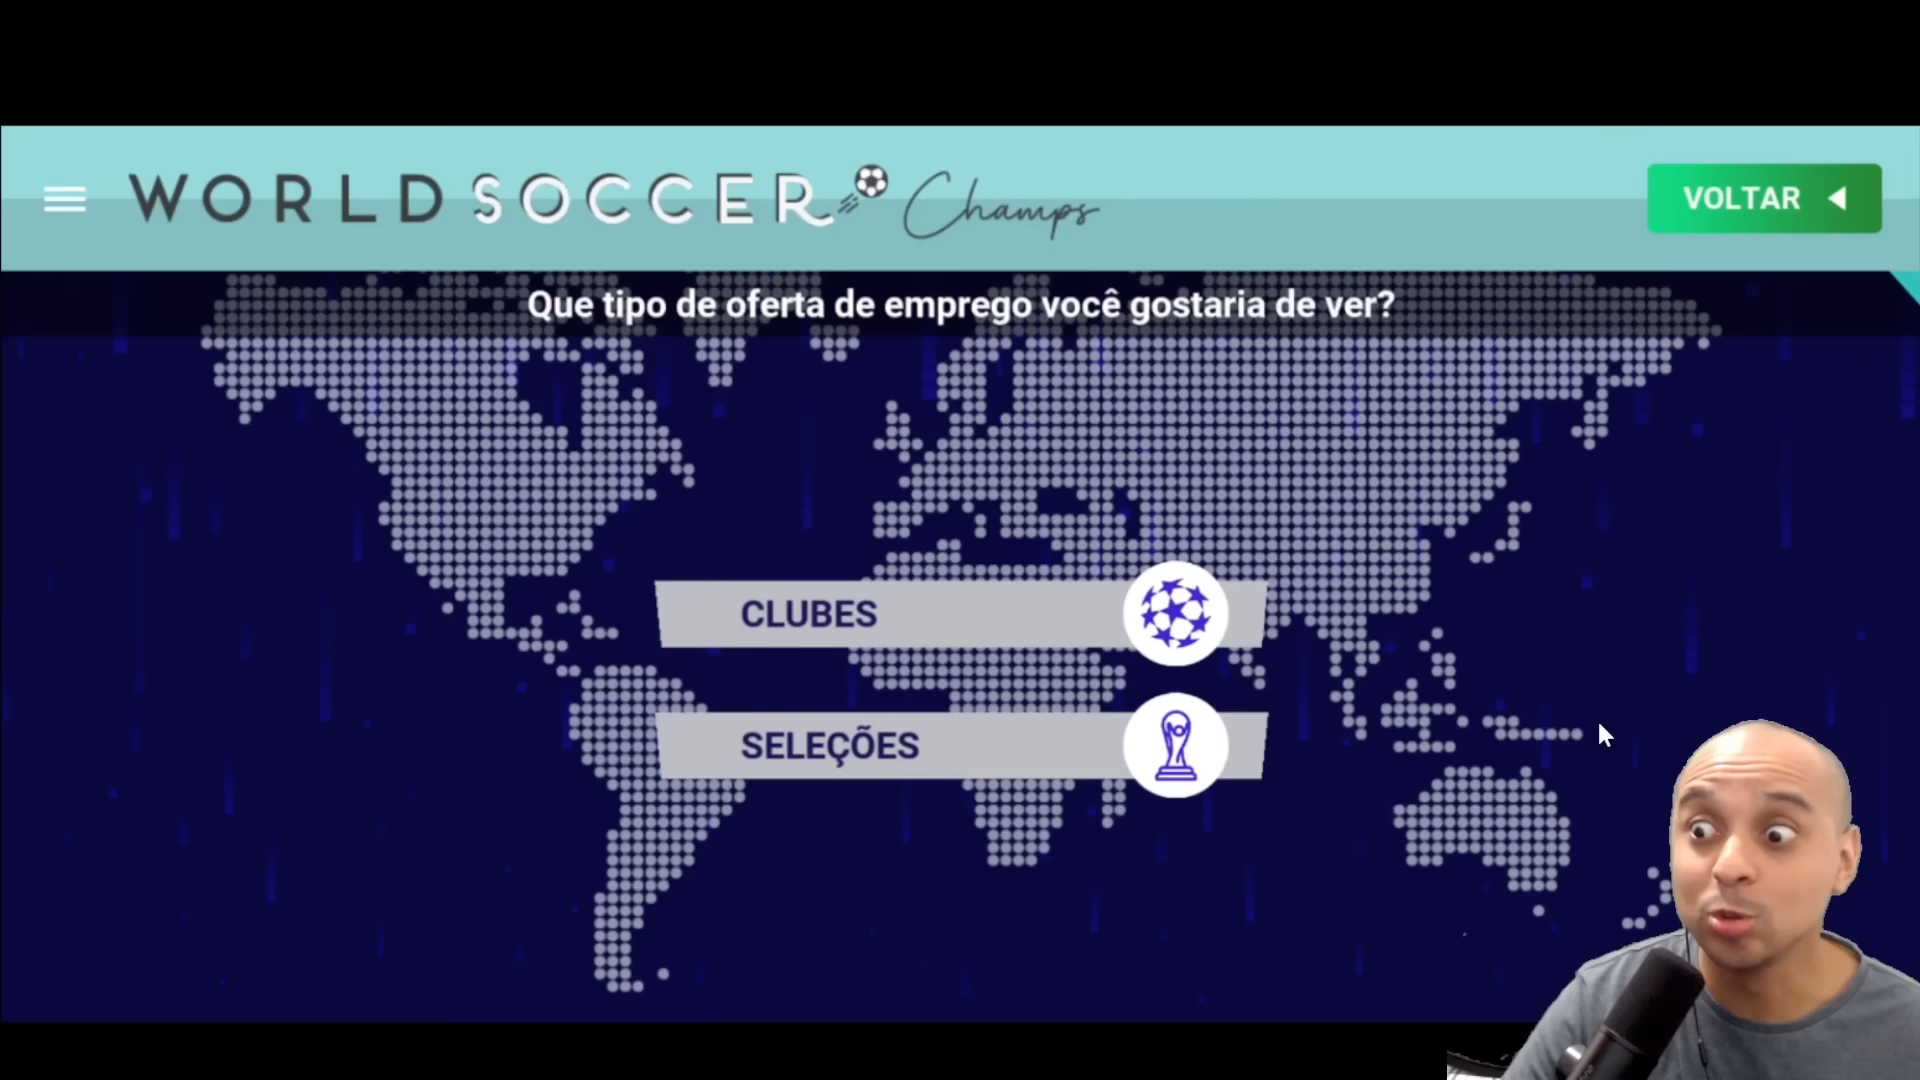 WORLD SOCCER Champs
VOLTAR
Que tipo de oferta de emprego você gostaria de ver?
CLUBES
SELEÇÕES